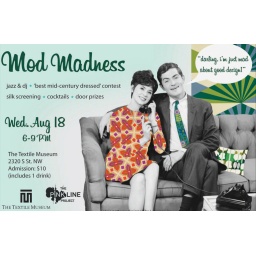 Mod Madness
jazz & dj • 'best mid-century dressed' contest
silk screening • cocktails • door prizes
"darling, i'm just mad
about good design!"
Wed, Aug 18
6-9 PM
The Textile Museum
2320 S St. NW
Admission: $10
(includes 1 drink)
THE
PINKLINE
PROJECT
THE TEXTILE MUSEUM